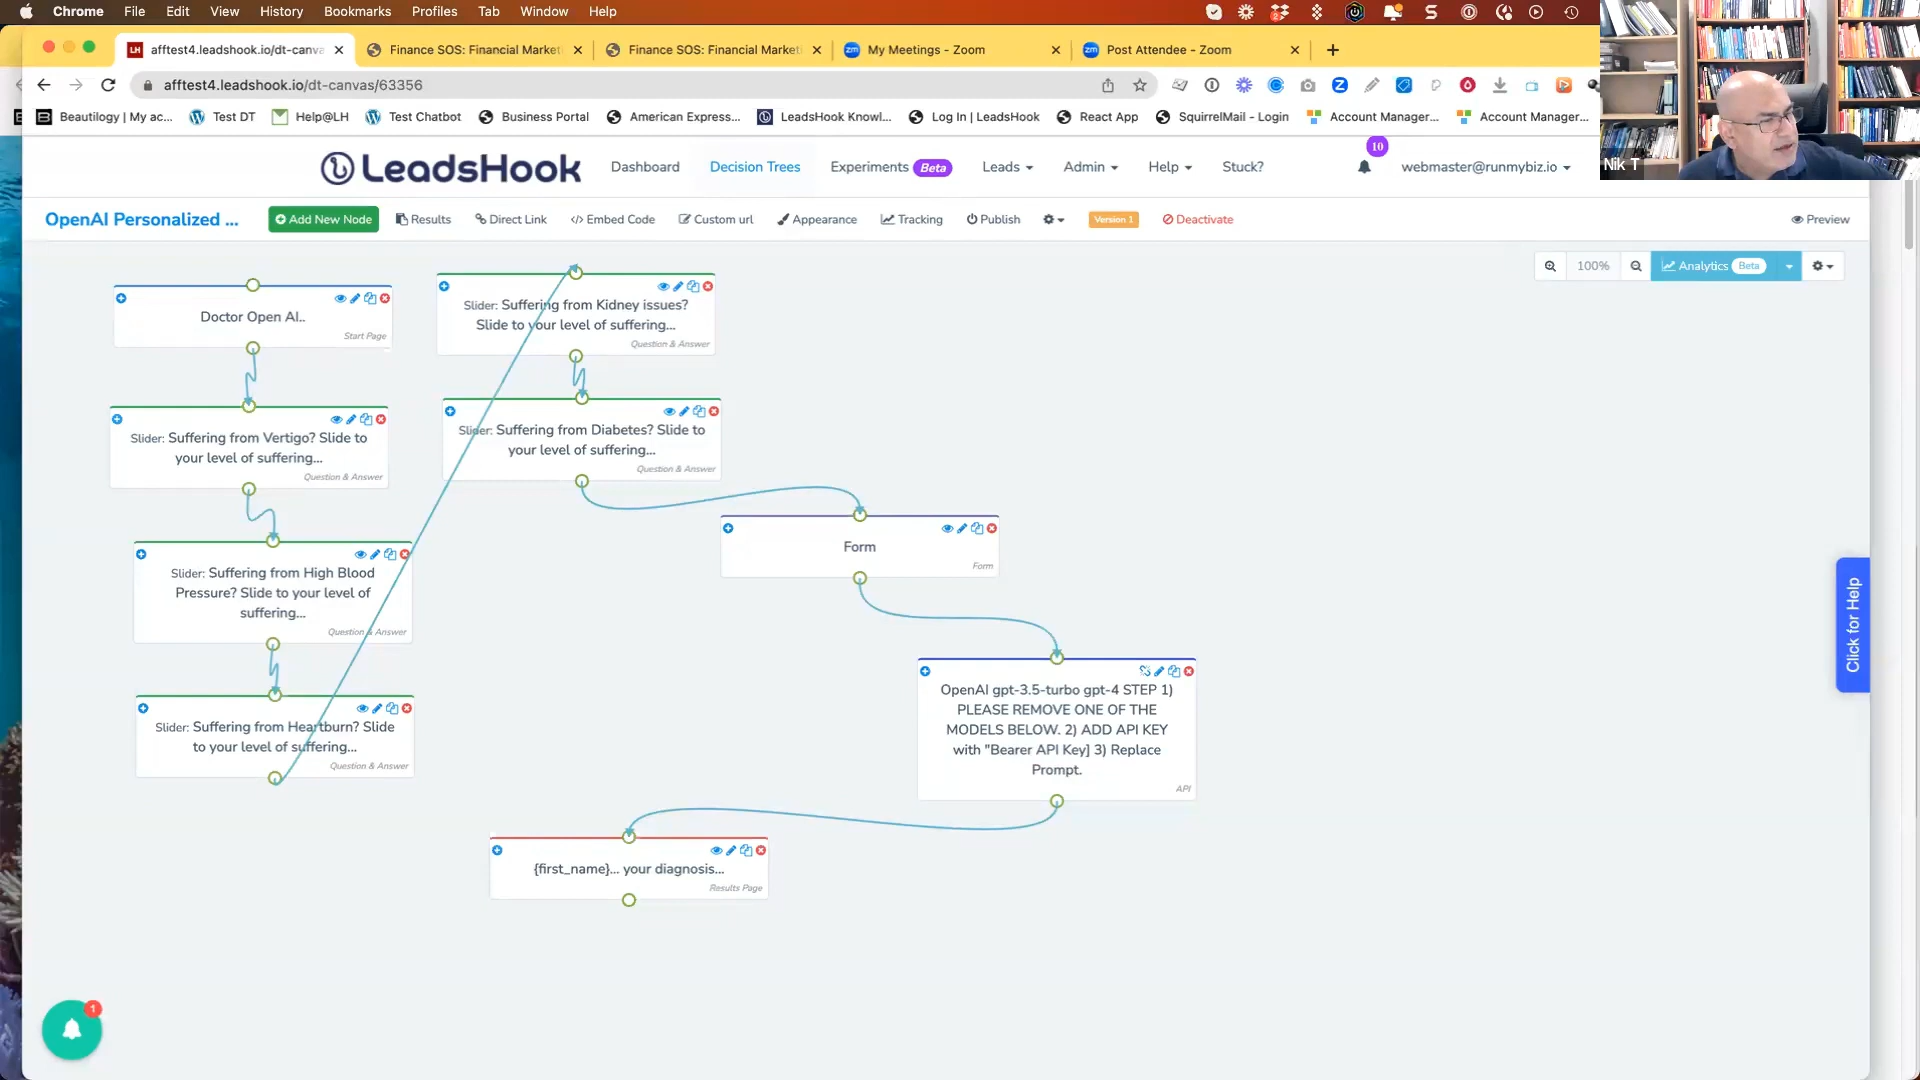 Chrome File Edit View History Bookmarks Profiles Tab Window Help
afftest4.leadshook.io/dt-canva
Finance SOS: Financial Market
Finance SOS: Financial Market
My Meetings - Zoom
Post Attendee - Zoom
afftest4.leadshook.io/dt-canvas/63356
Beautilogy | My ac...
Test DT
Help@LH
Test Chatbot
Business Portal
American Express...
LeadsHook Knowl...
Log In | LeadsHook
React App
SquirrelMail - Login
Account Manager...
Account Manager...
Nik T
LeadsHook
Dashboard
Decision Trees
Experiments Beta
Leads
Admin
Help
Stuck?
10
webmaster@runmybiz.io
OpenAI Personalized ...
Add New Node
Results
Direct Link
</> Embed Code
Custom url
Appearance
Tracking
Publish
Version 1
Deactivate
Preview
100%
Analytics Beta
Doctor Open AI..
Start Page
Slider: Suffering from Vertigo? Slide to
your level of suffering...
Question & Answer
Slider: Suffering from High Blood
Pressure? Slide to your level of
suffering...
Question & Answer
Slider: Suffering from Heartburn? Slide
to your level of suffering...
Question & Answer
Slider: Suffering from Kidney issues?
Slide to your level of suffering...
Question & Answer
Slider: Suffering from Diabetes? Slide to
your level of suffering...
Question & Answer
Form
Form
OpenAI gpt-3.5-turbo gpt-4 STEP 1)
PLEASE REMOVE ONE OF THE
MODELS BELOW. 2) ADD API KEY
with "Bearer API Key] 3) Replace
Prompt.
API
{first_name}... your diagnosis...
Results Page
Click for Help
1